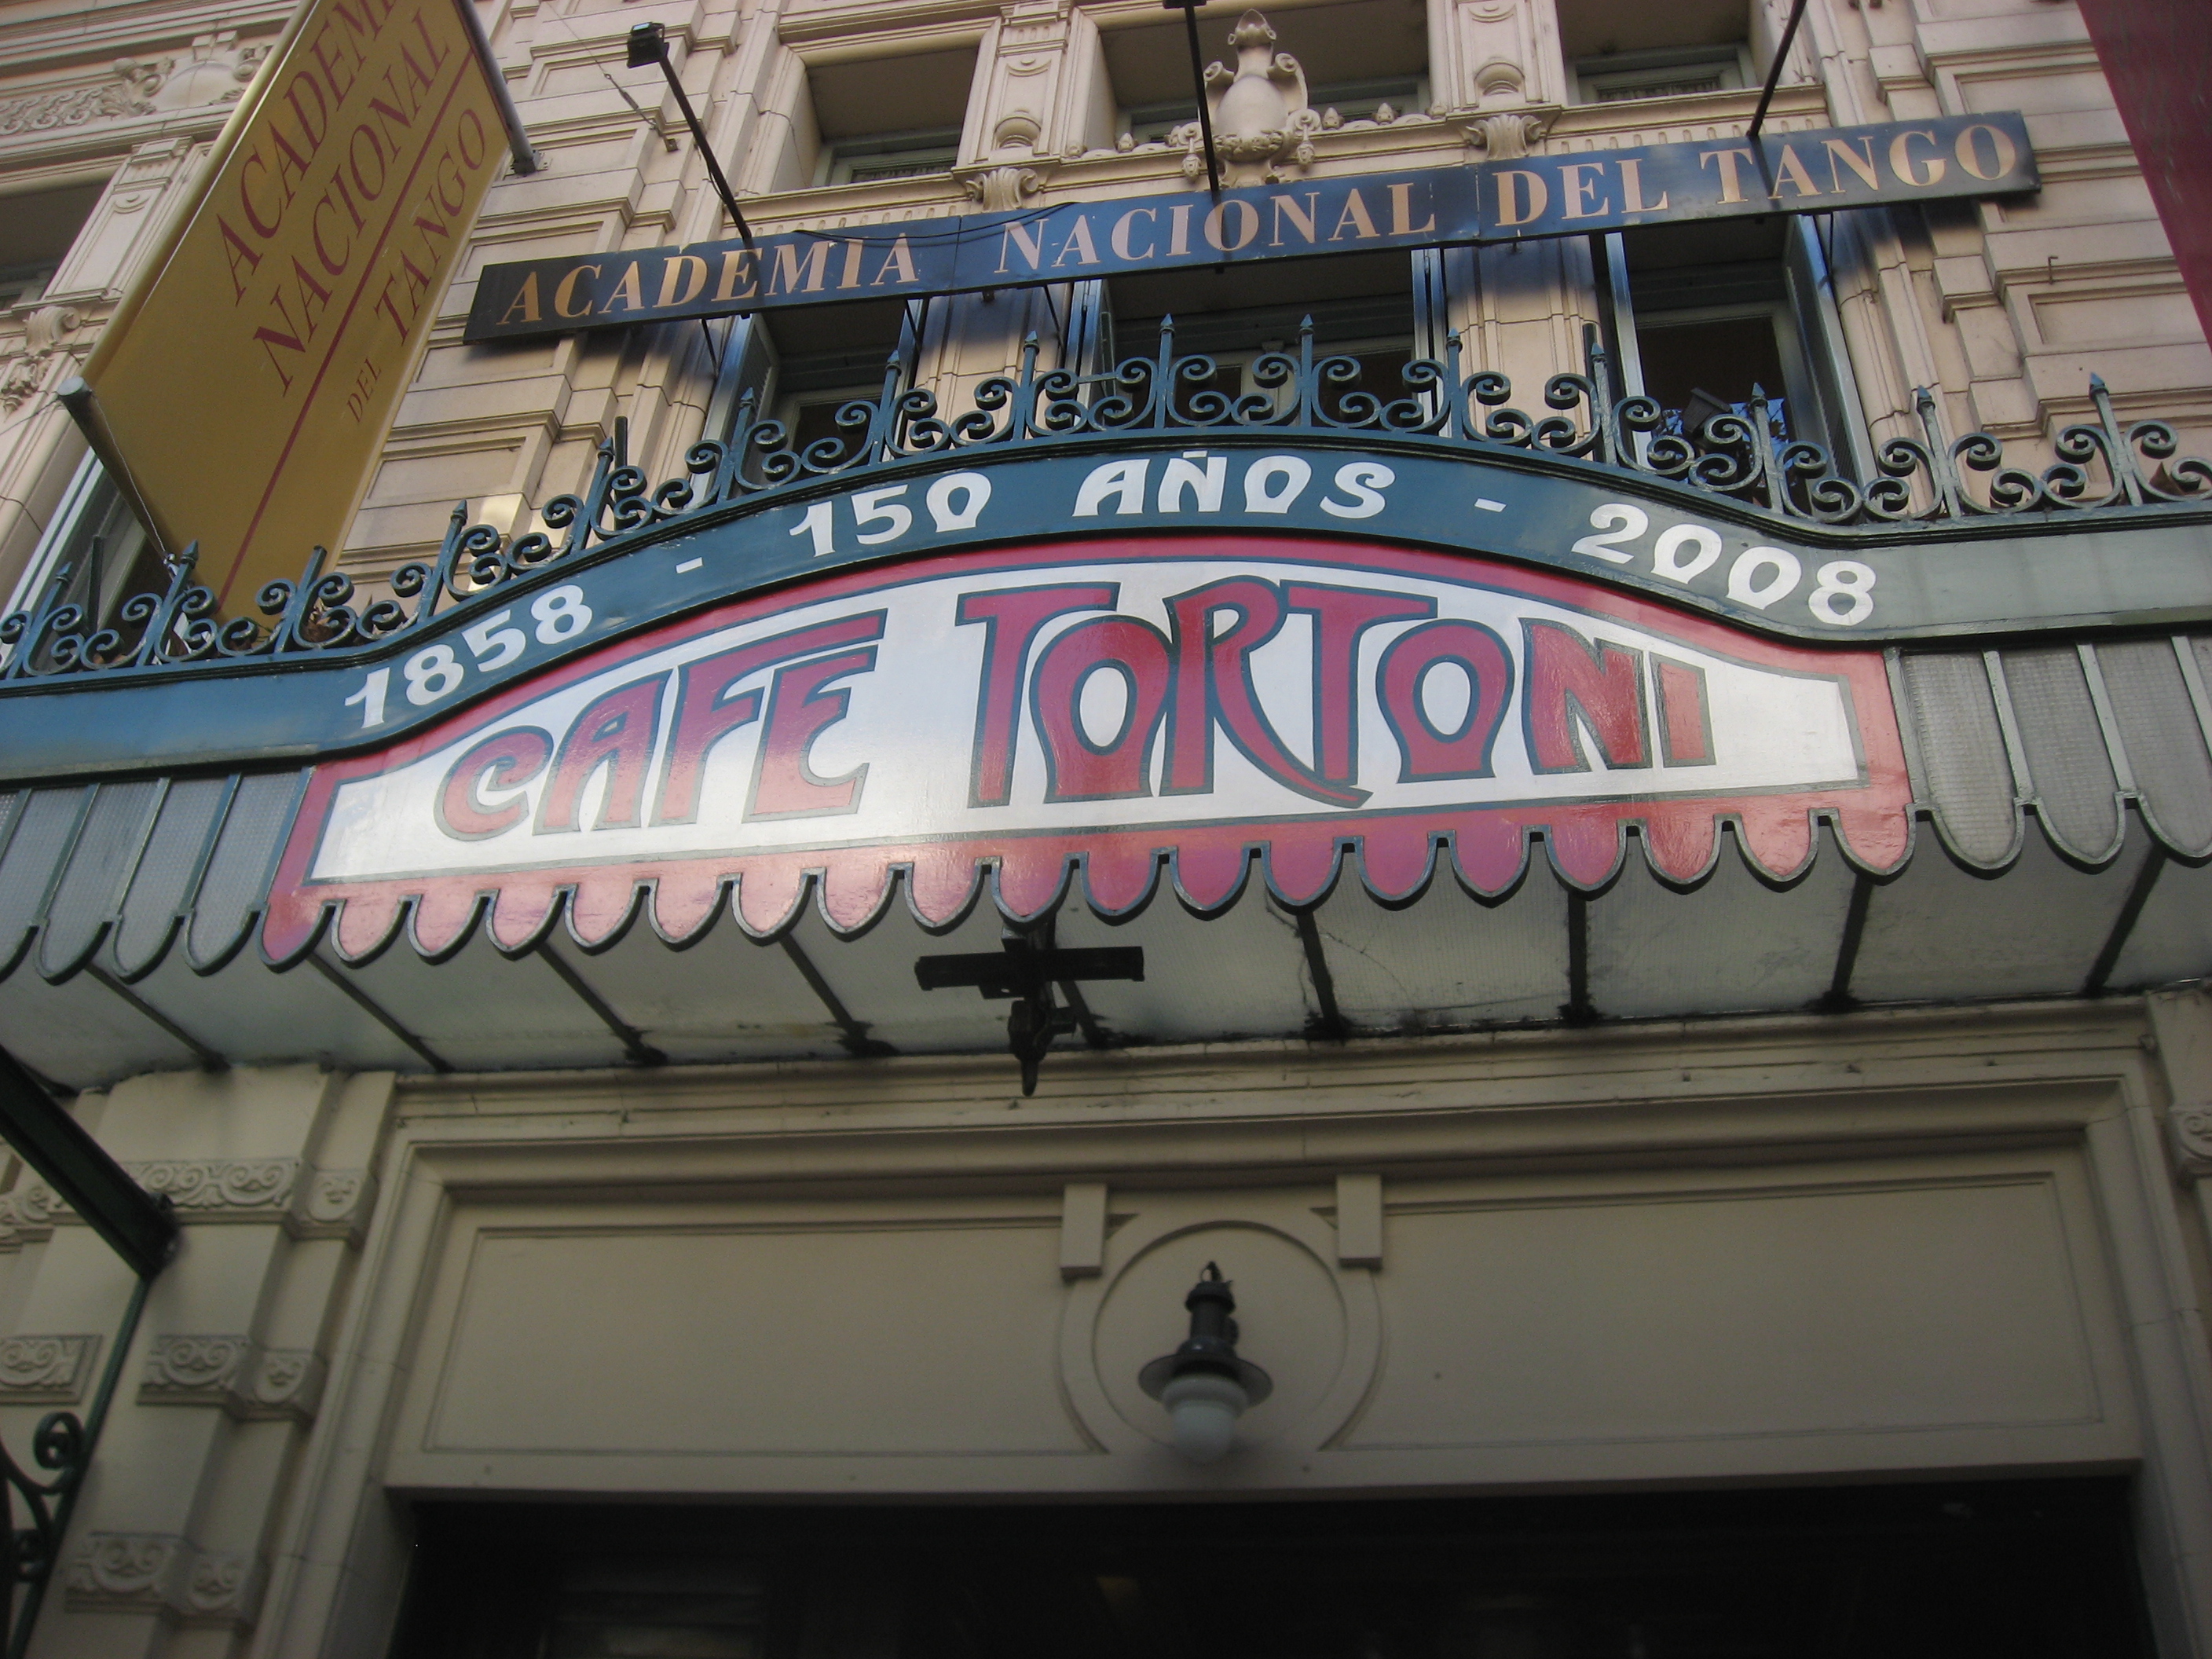 ACADEMIA
NACIONAL
DEL TANGO
ACADEMIA NACIONAL DEL TANGO
1858 - 150 AÑOS - 2008
CAFE TORTONI